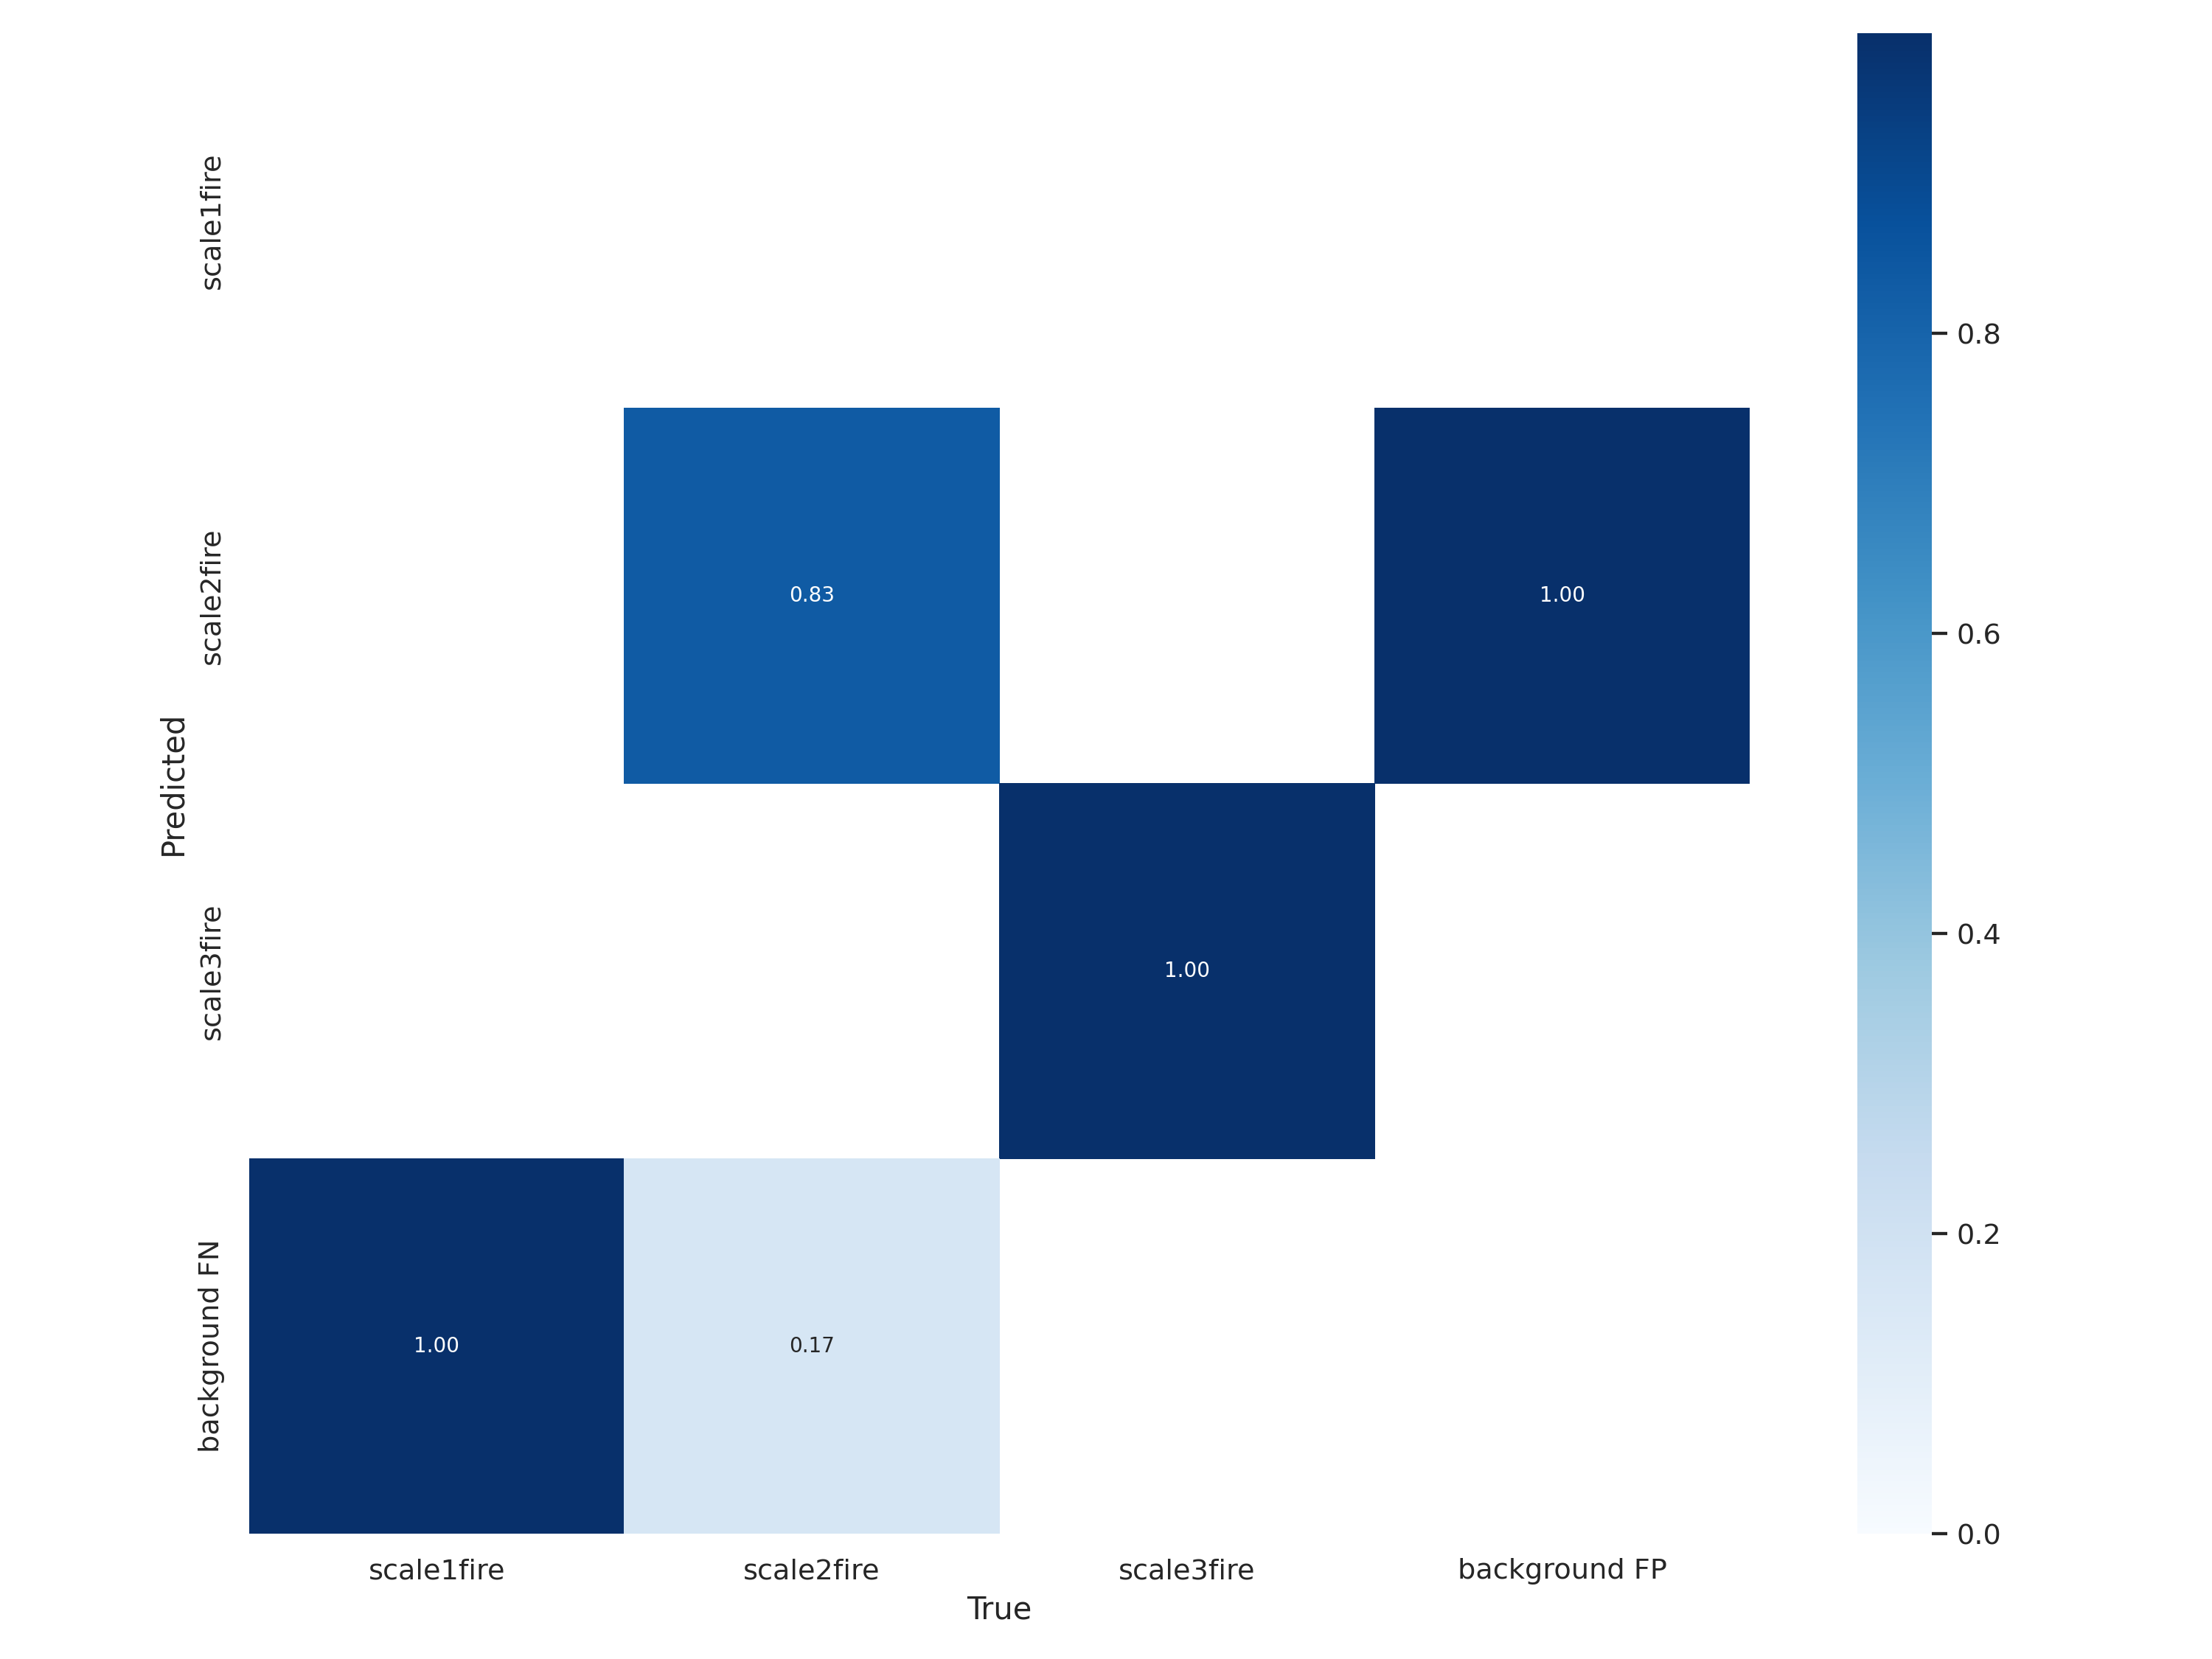 scale1fire
scale2fire
scale3fire
background FN
Predicted
0.83
1.00
1.00
1.00
0.17
scale1fire
scale2fire
scale3fire
background FP
True
0.8
0.6
0.4
0.2
0.0